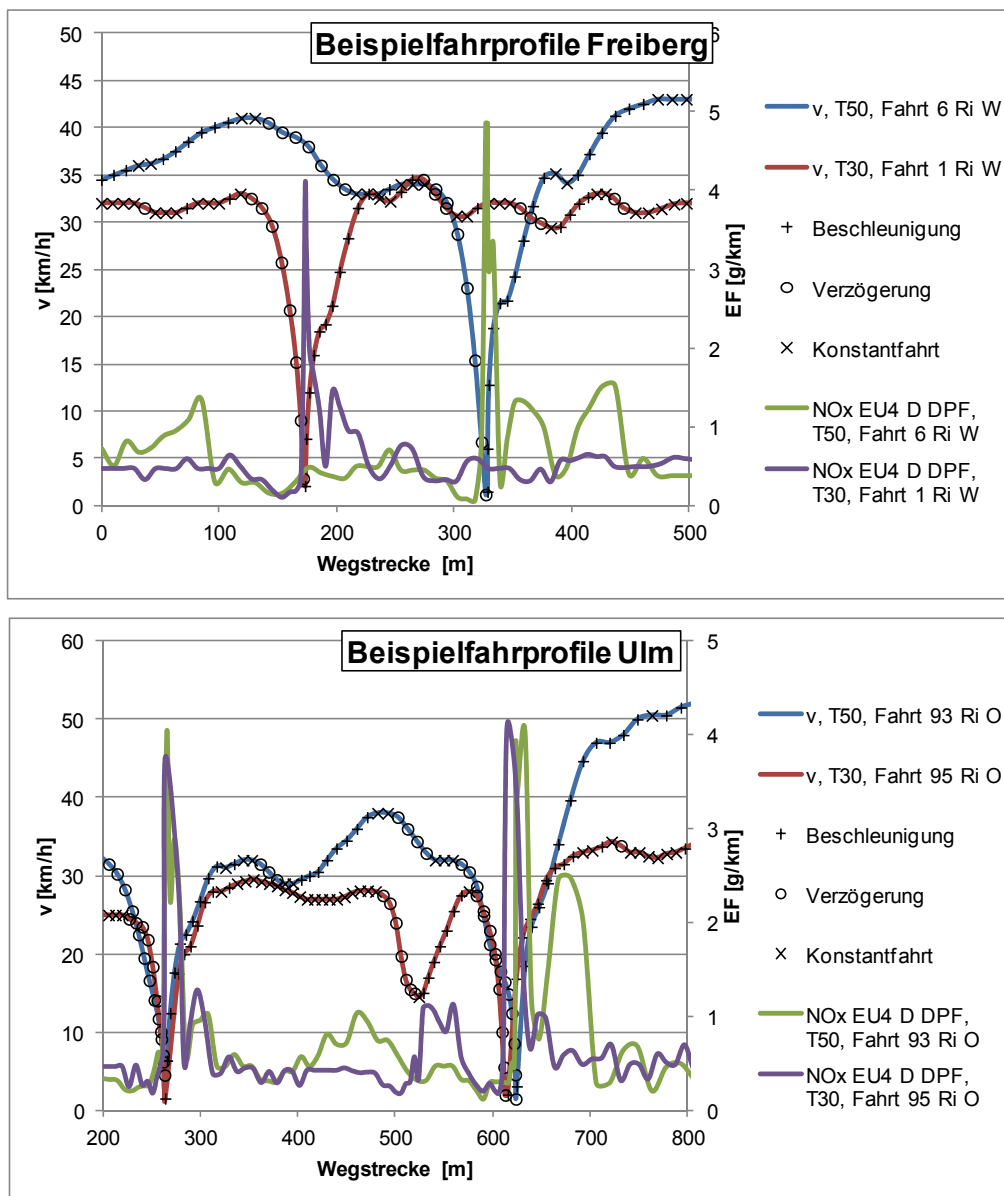 Beispielfahrprofile Freiberg
50
45
40
35
30
25
20
15
10
5
0
v [km/h]
6
5
4
3
2
1
0
EF [g/km]
0 100 200 300 400 500
Wegstrecke [m]
v, T50, Fahrt 6 Ri W
v, T30, Fahrt 1 Ri W
Beschleunigung
Verzögerung
Konstantfahrt
NOx EU4 D DPF,
T50, Fahrt 6 Ri W
NOx EU4 D DPF,
T30, Fahrt 1 Ri W
Beispielfahrprofile Ulm
60
50
40
30
20
10
0
v [km/h]
5
4
3
2
1
0
EF [g/km]
200 300 400 500 600 700 800
Wegstrecke [m]
v, T50, Fahrt 93 Ri O
v, T30, Fahrt 95 Ri O
Beschleunigung
Verzögerung
Konstantfahrt
NOx EU4 D DPF,
T50, Fahrt 93 Ri O
NOx EU4 D DPF,
T30, Fahrt 95 Ri O